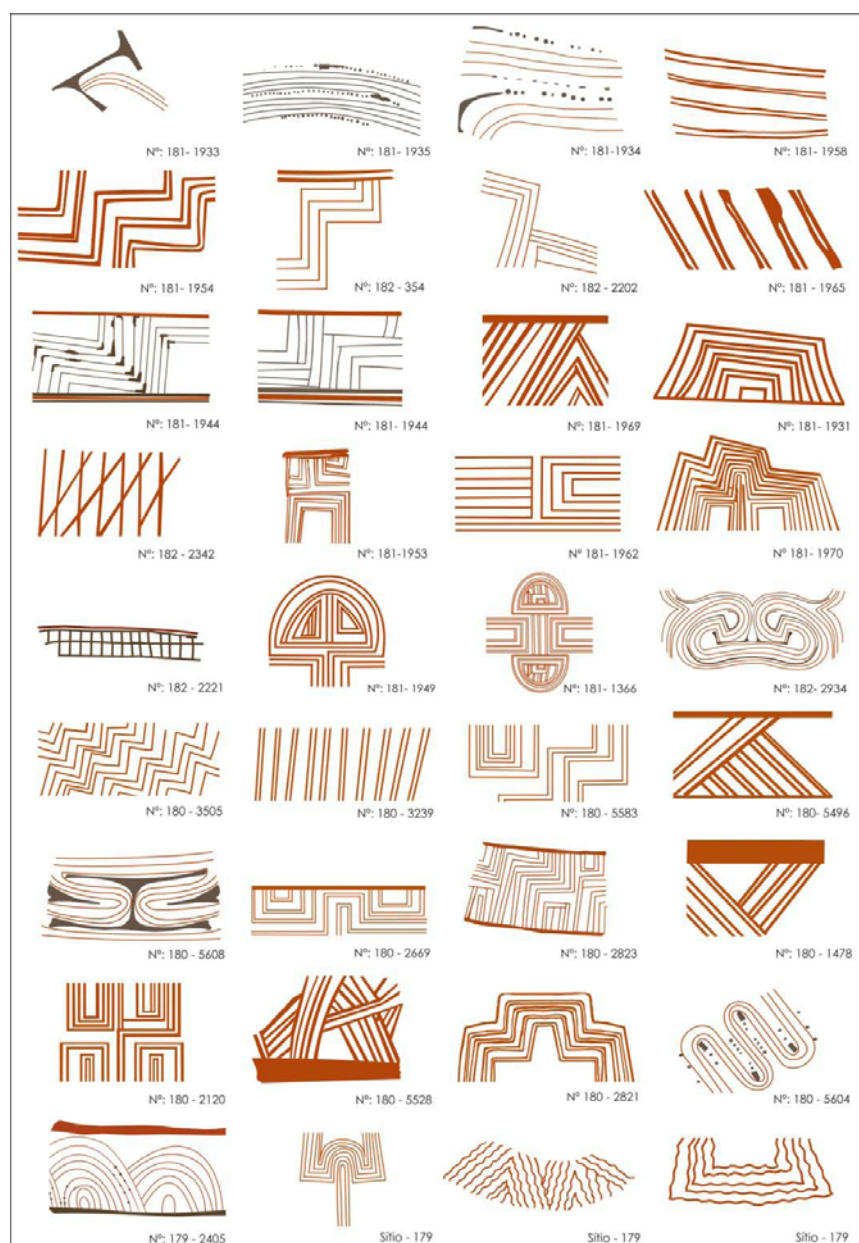 Nº: 181- 1933
Nº: 181- 1935
Nº: 181-1934
Nº: 181- 1958
Nº: 181- 1954
Nº: 182 - 354
Nº: 182 - 2202
Nº: 181 - 1965
Nº: 181- 1944
Nº: 181- 1944
Nº: 181- 1969
Nº: 181- 1931
Nº: 182 - 2342
Nº: 181-1953
Nº 181- 1962
Nº 181- 1970
Nº: 182 - 2221
Nº: 181- 1949
Nº: 181- 1366
Nº: 182- 2934
Nº: 180 - 3505
Nº: 180 - 3239
Nº: 180 - 5583
Nº: 180- 5496
Nº: 180 - 5608
Nº: 180 - 2669
Nº: 180 - 2823
Nº: 180 - 1478
Nº: 180 - 2120
Nº: 180 - 5528
Nº 180 - 2821
Nº: 180 - 5604
Nº: 179 - 2405
Sítio - 179
Sítio - 179
Sítio - 179